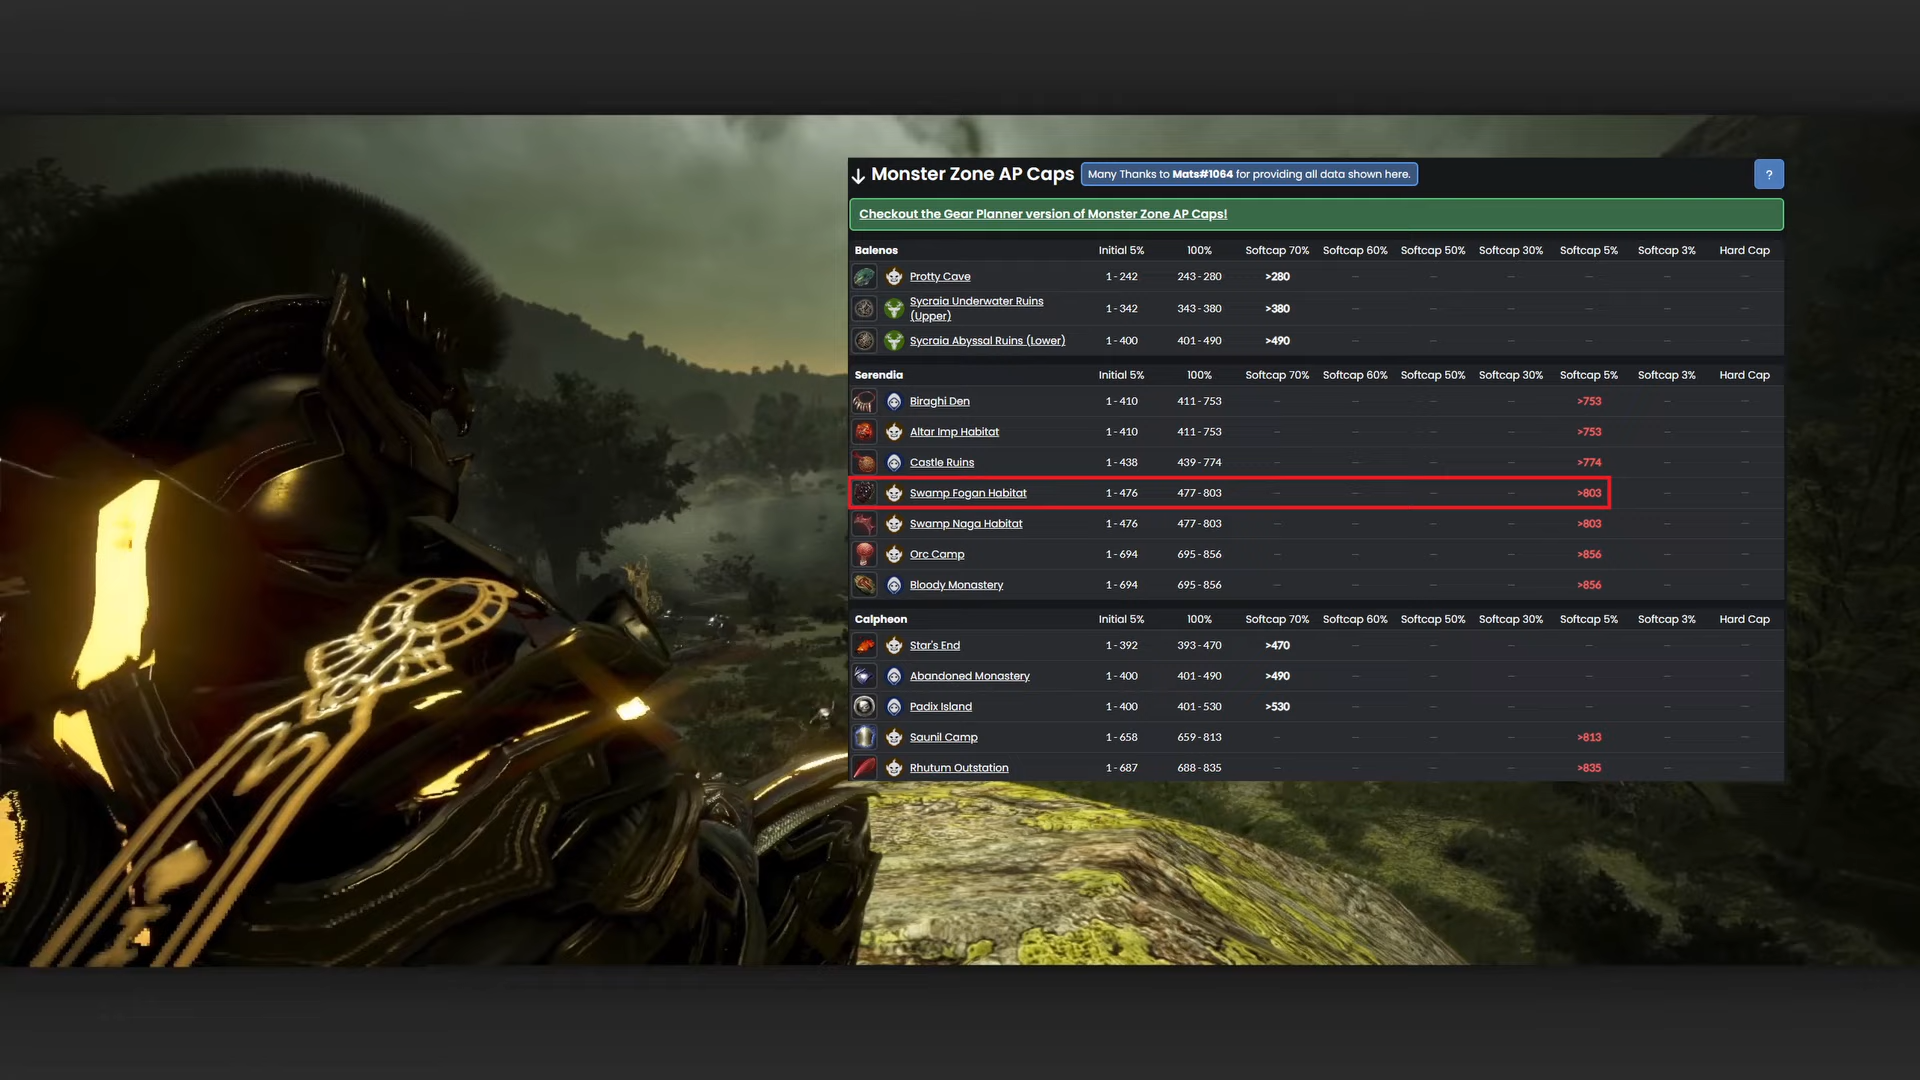 Monster Zone AP Caps Many Thanks to Mats#1064 for providing all data shown here. ?
Checkout the Gear Planner version of Monster Zone AP Caps!
Balenos Initial 5% 100% Softcap 70% Softcap 60% Softcap 50% Softcap 30% Softcap 5% Softcap 3% Hard Cap
Protty Cave 1 - 242 243 - 280 >280 – – – – – – –
Sycraia Underwater Ruins
(Upper) 1 - 342 343 - 380 >380 – – – – – – –
Sycraia Abyssal Ruins (Lower) 1 - 400 401 - 490 >490 – – – – – – –
Serendia Initial 5% 100% Softcap 70% Softcap 60% Softcap 50% Softcap 30% Softcap 5% Softcap 3% Hard Cap
Biraghi Den 1 - 410 411 - 753 – – – – >753 – –
Altar Imp Habitat 1 - 410 411 - 753 – – – – >753 – –
Castle Ruins 1 - 438 439 - 774 – – – – >774 – –
Swamp Fogan Habitat 1 - 476 477 - 803 – – – – >803 – –
Swamp Naga Habitat 1 - 476 477 - 803 – – – – >803 – –
Orc Camp 1 - 694 695 - 856 – – – – >856 – –
Bloody Monastery 1 - 694 695 - 856 – – – – >856 – –
Calpheon Initial 5% 100% Softcap 70% Softcap 60% Softcap 50% Softcap 30% Softcap 5% Softcap 3% Hard Cap
Star's End 1 - 392 393 - 470 >470 – – – – – –
Abandoned Monastery 1 - 400 401 - 490 >490 – – – – – –
Padix Island 1 - 400 401 - 530 >530 – – – – – –
Saunil Camp 1 - 658 659 - 813 – – – – >813 – –
Rhutum Outstation 1 - 687 688 - 835 – – – – >835 – –